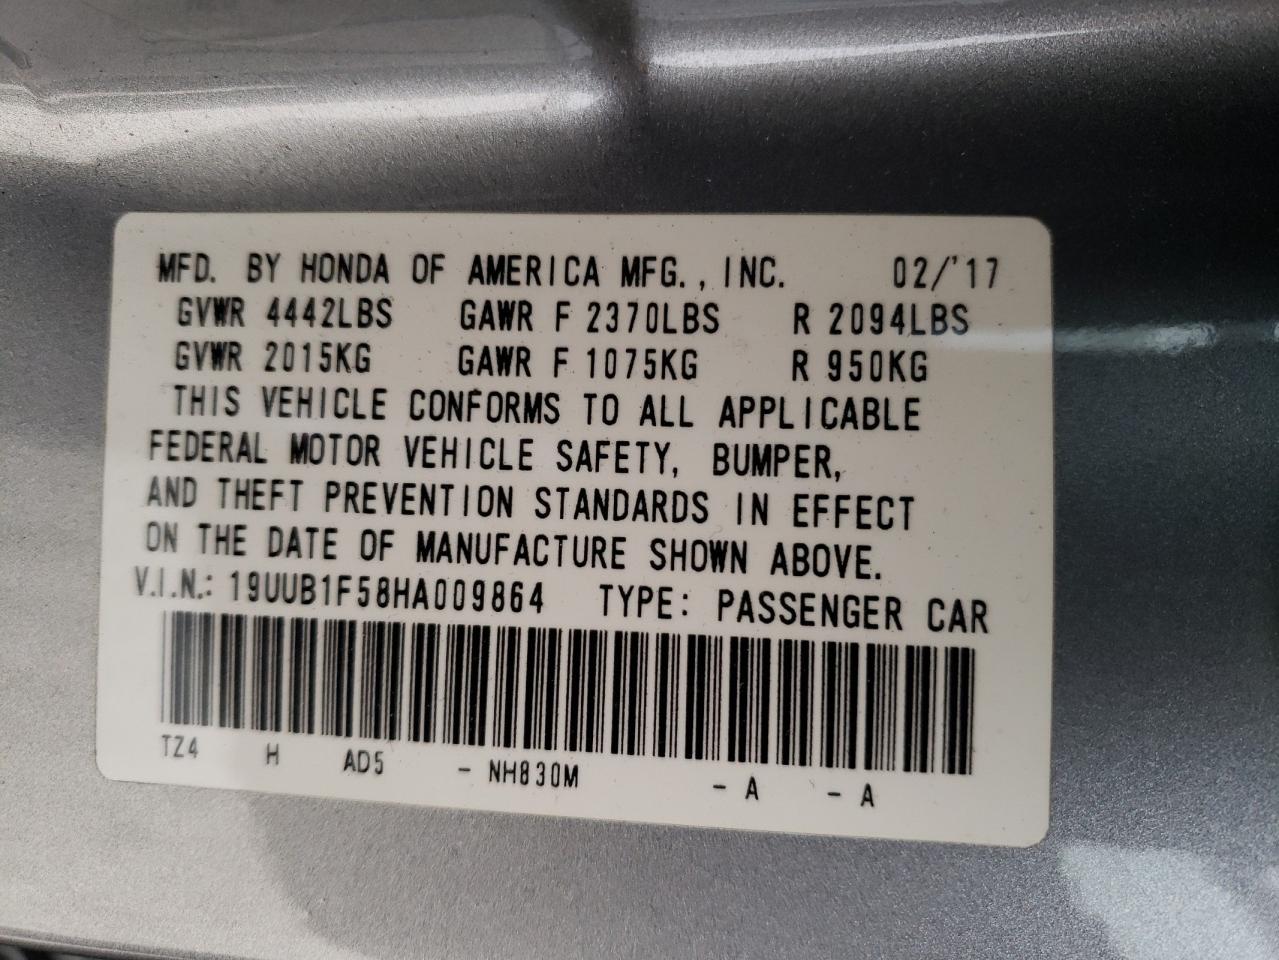 MFD. BY HONDA OF AMERICA MFG., INC. 02/'17
GVWR 4442LBS GAWR F 2370LBS R 2094LBS
GVWR 2015KG GAWR F 1075KG R 950KG
THIS VEHICLE CONFORMS TO ALL APPLICABLE
FEDERAL MOTOR VEHICLE SAFETY, BUMPER,
AND THEFT PREVENTION STANDARDS IN EFFECT
ON THE DATE OF MANUFACTURE SHOWN ABOVE.
V.I.N.: 19UUB1F58HA009864 TYPE: PASSENGER CAR
TZ4 H AD5 - NH830M - A - A